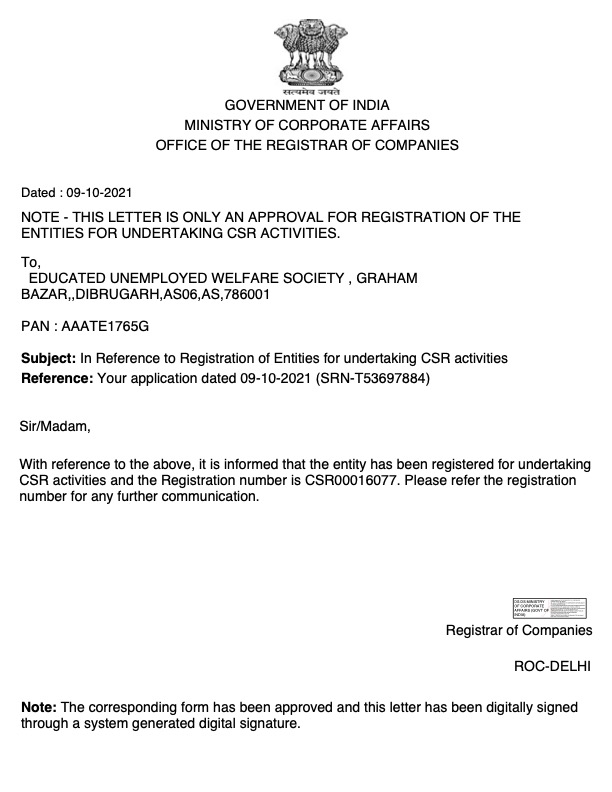 सत्यमेव जयते
GOVERNMENT OF INDIA
MINISTRY OF CORPORATE AFFAIRS
OFFICE OF THE REGISTRAR OF COMPANIES
Dated : 09-10-2021
NOTE - THIS LETTER IS ONLY AN APPROVAL FOR REGISTRATION OF THE
ENTITIES FOR UNDERTAKING CSR ACTIVITIES.
To,
EDUCATED UNEMPLOYED WELFARE SOCIETY , GRAHAM
BAZAR,,DIBRUGARH,AS06,AS,786001
PAN : AAATE1765G
Subject: In Reference to Registration of Entities for undertaking CSR activities
Reference: Your application dated 09-10-2021 (SRN-T53697884)
Sir/Madam,
With reference to the above, it is informed that the entity has been registered for undertaking
CSR activities and the Registration number is CSR00016077. Please refer the registration
number for any further communication.
DS DS MINISTRY
OF CORPORATE
AFFAIRS (GOVT OF
INDIA)
Registrar of Companies
ROC-DELHI
Note: The corresponding form has been approved and this letter has been digitally signed
through a system generated digital signature.